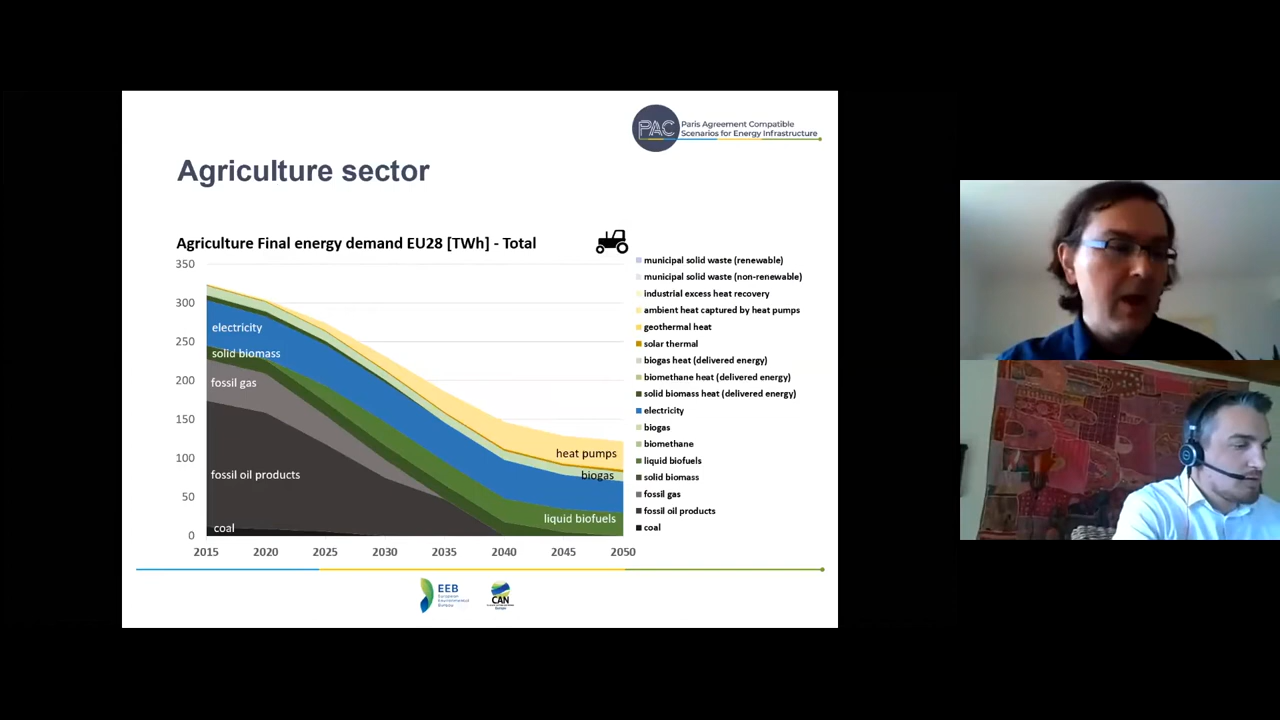 PAC
Paris Agreement Compatible
Scenarios for Energy Infrastructure
Agriculture sector
Agriculture Final energy demand EU28 [TWh] - Total
350
300
250
200
150
100
50
0
electricity
solid biomass
fossil gas
fossil oil products
coal
heat pumps
biogas
liquid biofuels
2015 2020 2025 2030 2035 2040 2045 2050
municipal solid waste (renewable)
municipal solid waste (non-renewable)
industrial excess heat recovery
ambient heat captured by heat pumps
geothermal heat
solar thermal
biogas heat (delivered energy)
biomethane heat (delivered energy)
solid biomass heat (delivered energy)
electricity
biogas
biomethane
liquid biofuels
solid biomass
fossil gas
fossil oil products
coal
EEB
European
Environmental
Bureau
CAN
Europe